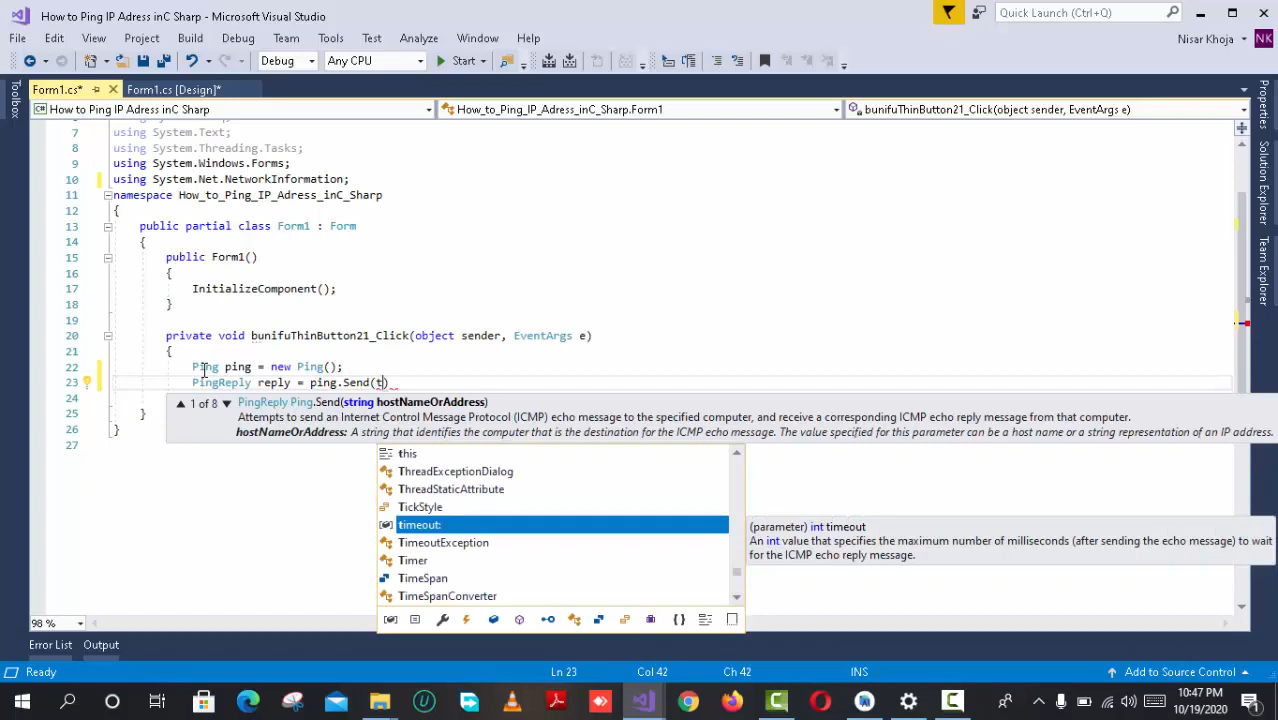 How to Ping IP Adress inC Sharp - Microsoft Visual Studio
Quick Launch (Ctrl+Q)
File Edit View Project Build Debug Team Tools Test Analyze Window Help
Nisar Khoja
NK
Debug Any CPU Start
Form1.cs* Form1.cs [Design]*
Toolbox
How to Ping IP Adress inC Sharp How_to_Ping_IP_Adress_inC_Sharp.Form1 bunifuThinButton21_Click(object sender, EventArgs e)
Properties
Solution Explorer
Team Explorer
7 using System.Text;
8 using System.Threading.Tasks;
9 using System.Windows.Forms;
10 using System.Net.NetworkInformation;
11 namespace How_to_Ping_IP_Adress_inC_Sharp
12 {
13 public partial class Form1 : Form
14 {
15 public Form1()
16 {
17 InitializeComponent();
18 }
19
20 private void bunifuThinButton21_Click(object sender, EventArgs e)
21 {
22 Ping ping = new Ping();
23 PingReply reply = ping.Send(t)
24
25 }
26 }
27
1 of 8 PingReply Ping.Send(string hostNameOrAddress)
Attempts to send an Internet Control Message Protocol (ICMP) echo message to the specified computer, and receive a corresponding ICMP echo reply message from that computer.
hostNameOrAddress: A string that identifies the computer that is the destination for the ICMP echo message. The value specified for this parameter can be a host name or a string representation of an IP address.
this
ThreadExceptionDialog
ThreadStaticAttribute
TickStyle
timeout:
TimeoutException
Timer
TimeSpan
TimeSpanConverter
(parameter) int timeout
An int value that specifies the maximum number of milliseconds (after sending the echo message) to wait
for the ICMP echo reply message.
98 %
Error List Output
Ready Ln 23 Col 42 Ch 42 INS Add to Source Control
10:47 PM
10/19/2020